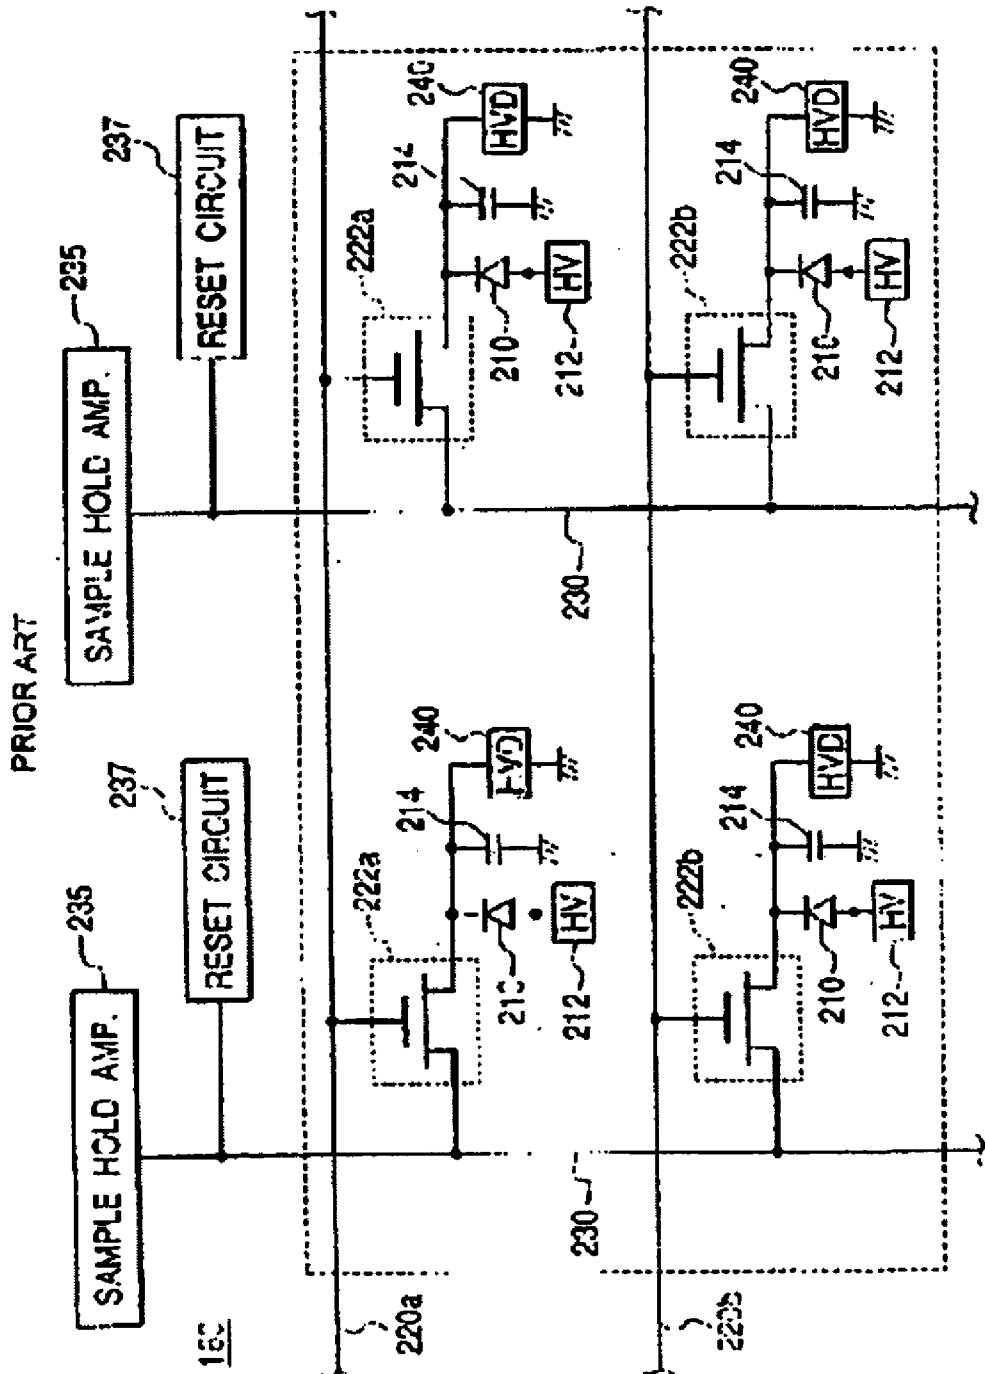 PRIOR ART
235
SAMPLE HOLD AMP.
237
RESET CIRCUIT
235
SAMPLE HOLD AMP.
237
RESET CIRCUIT
220a
222a
214
240
HVD
210
212
HV
230
222a
214
240
HVD
210
212
HV
230
220b
222b
214
240
HVD
210
212
HV
222b
214
240
HVD
210
212
HV